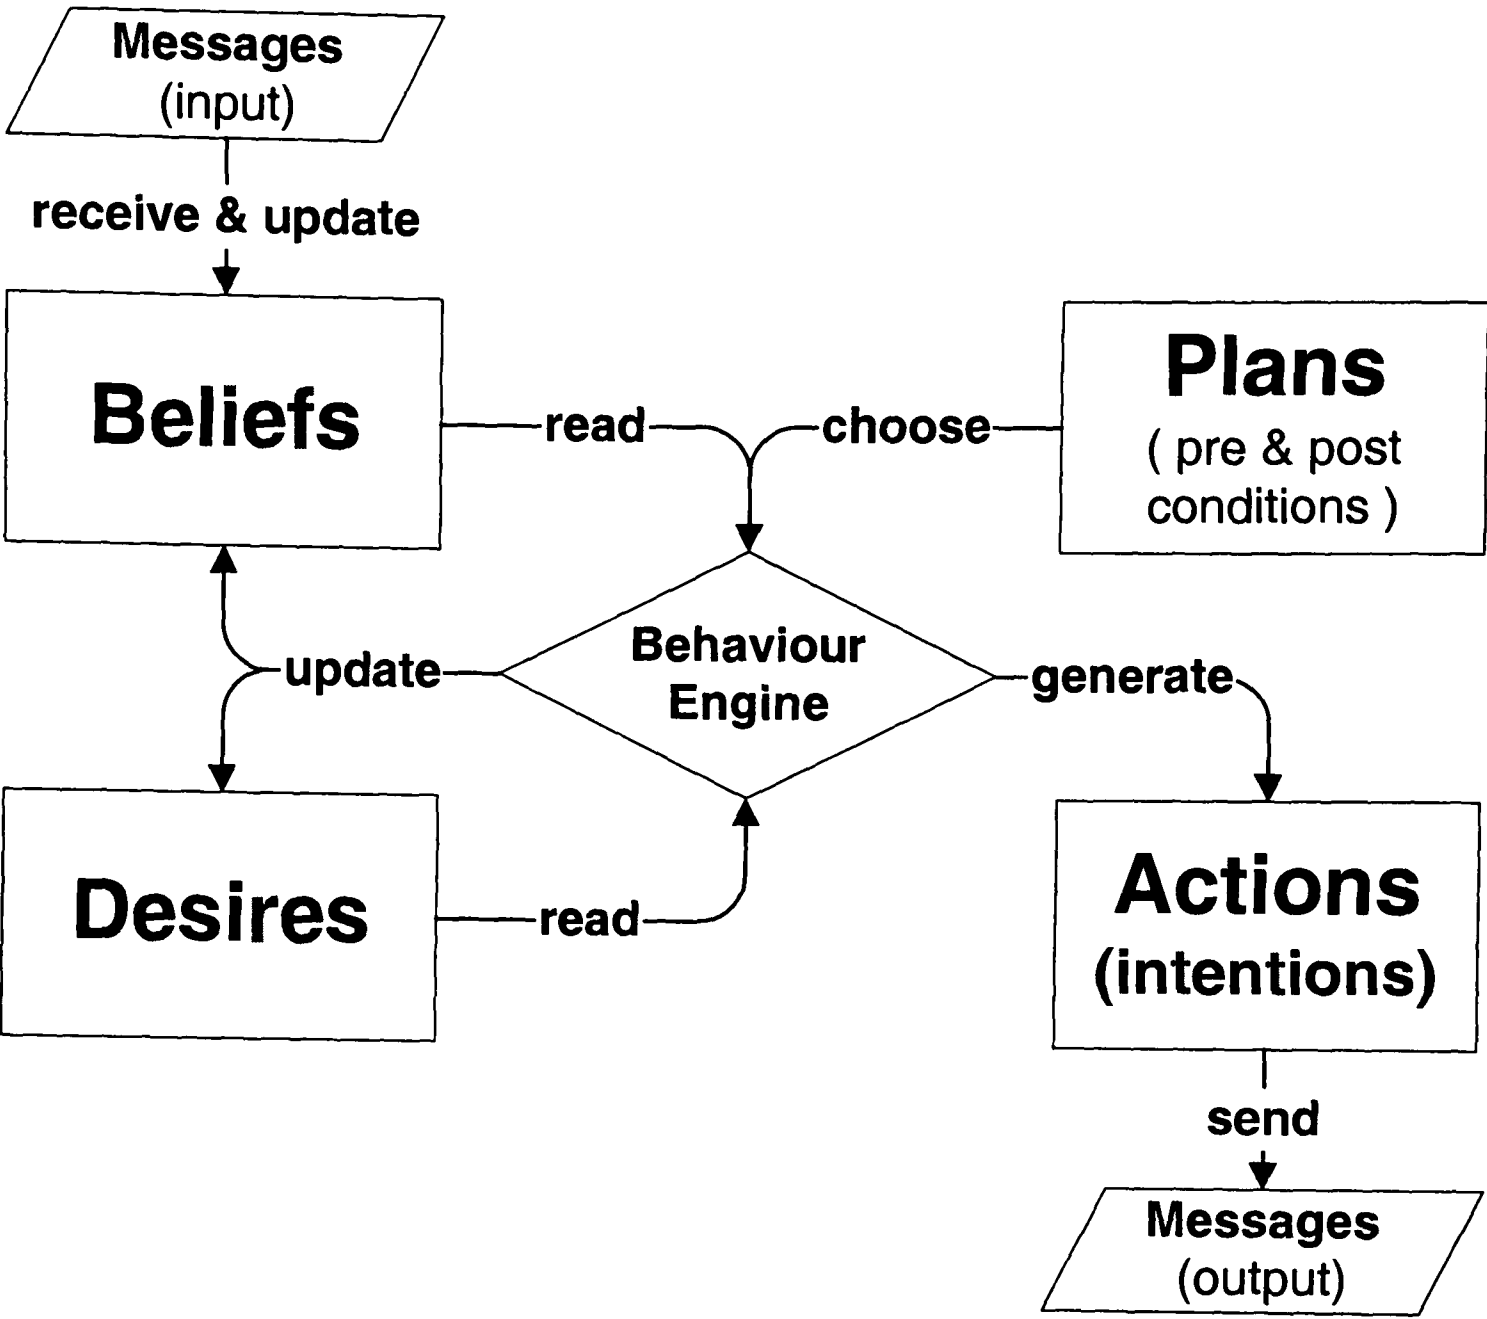 Messages
(input)
receive & update
Beliefs
read
choose
Plans
( pre & post
conditions )
update
Behaviour
Engine
generate
Desires
read
Actions
(intentions)
send
Messages
(output)